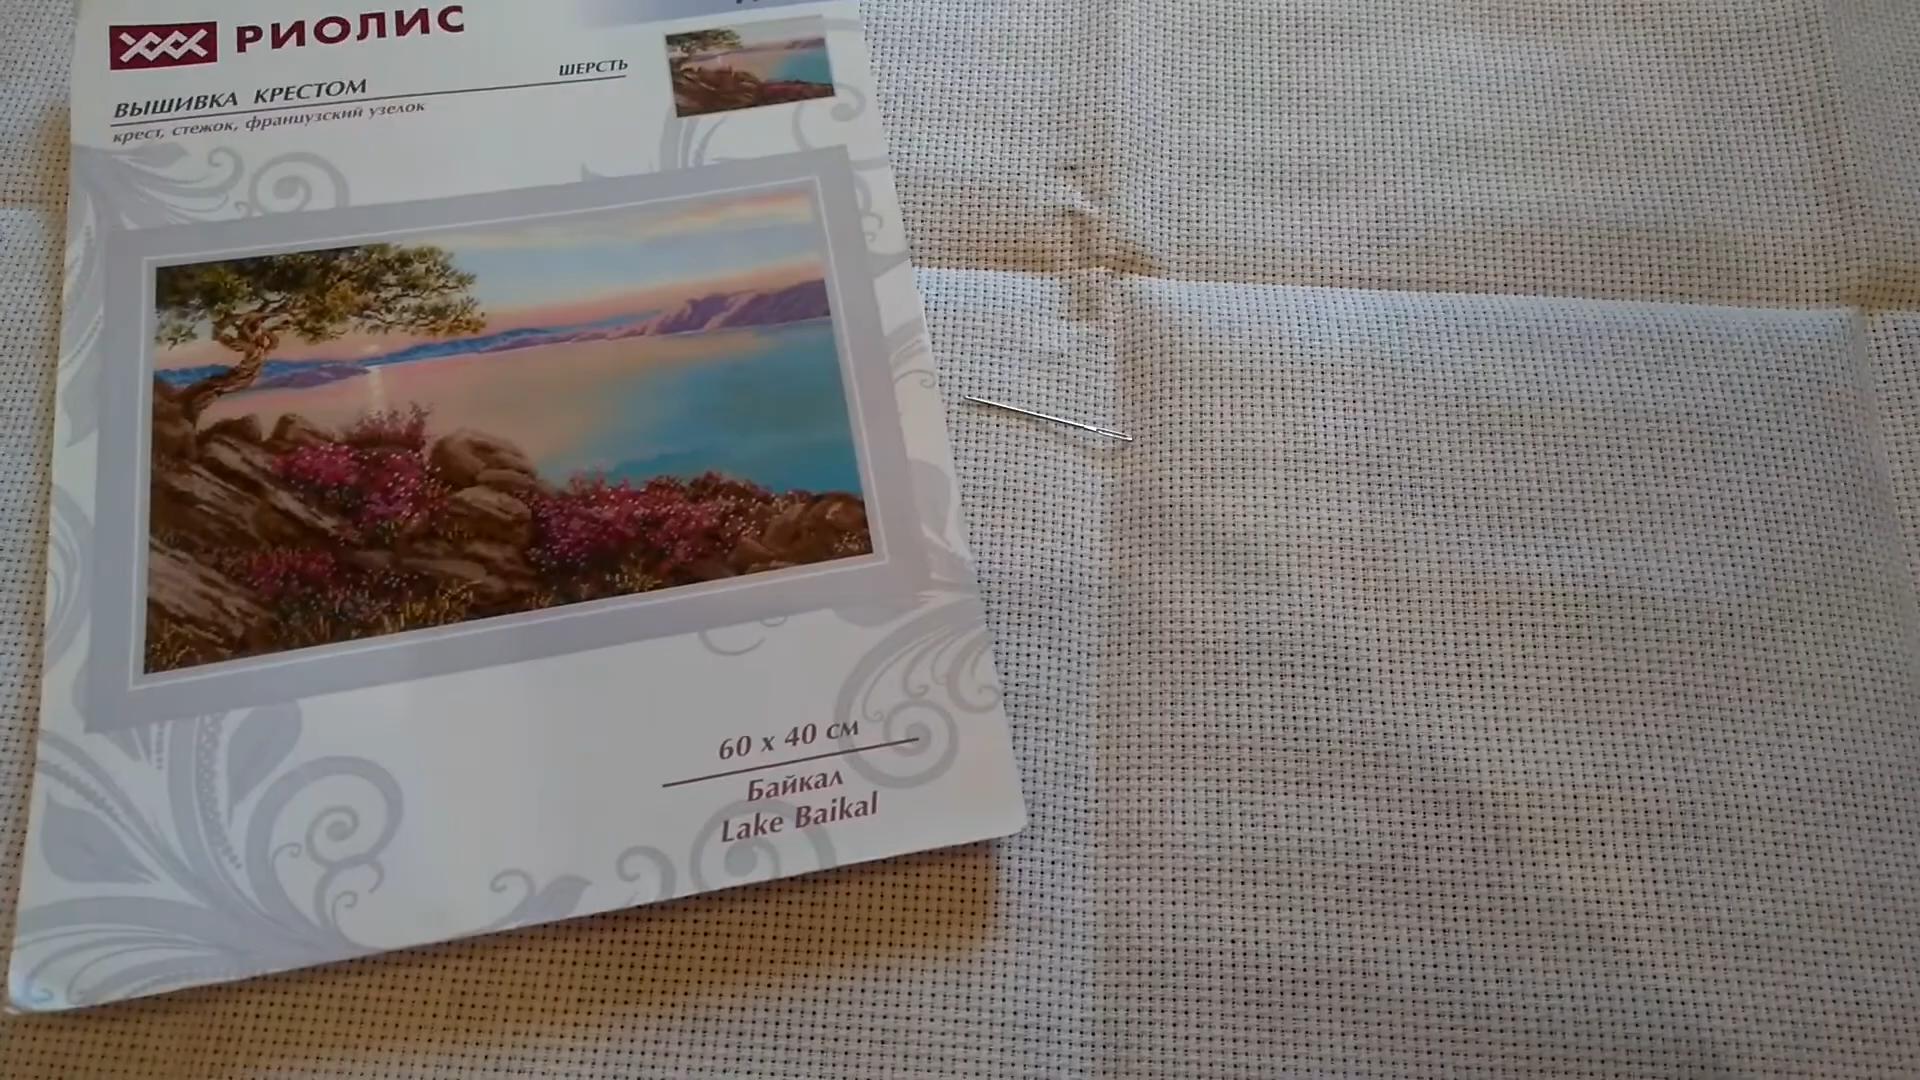 РИОЛИС
ВЫШИВКА КРЕСТОМ
ШЕРСТЬ
крест, стежок, французский узелок
60 x 40 см
Байкал
Lake Baikal